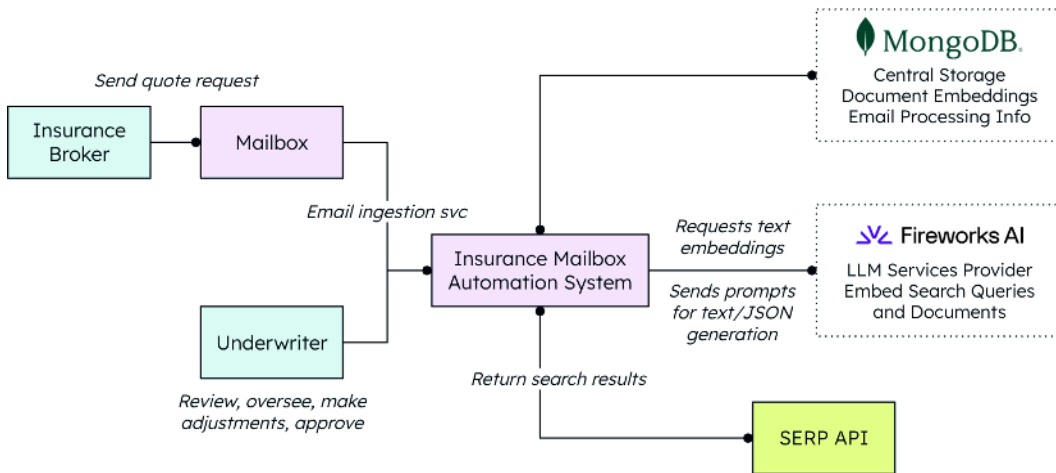 MongoDB®
Central Storage
Document Embeddings
Email Processing Info
Send quote request
Insurance
Broker
Mailbox
Email ingestion svc
Insurance Mailbox
Automation System
Requests text
embeddings
Sends prompts
for text/JSON
generation
Fireworks AI
LLM Services Provider
Embed Search Queries
and Documents
Underwriter
Review, oversee, make
adjustments, approve
Return search results
SERP API